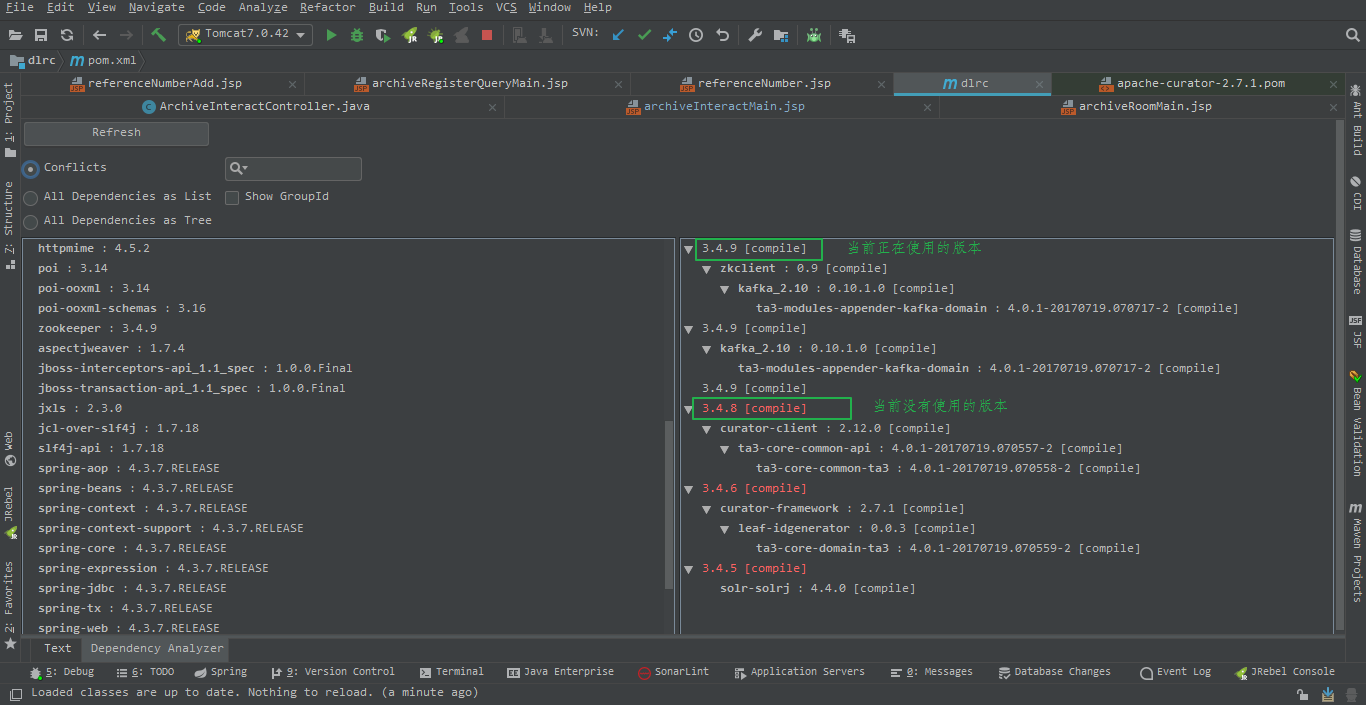 File Edit View Navigate Code Analyze Refactor Build Run Tools VCS Window Help
Tomcat7.0.42 SVN:
dlrc pom.xml
referenceNumberAdd.jsp archiveRegisterQueryMain.jsp referenceNumber.jsp dlrc apache-curator-2.7.1.pom
ArchiveInteractController.java archiveInteractMain.jsp archiveRoomMain.jsp
Refresh
Conflicts
All Dependencies as List Show GroupId
All Dependencies as Tree
httpmime : 4.5.2
poi : 3.14
poi-ooxml : 3.14
poi-ooxml-schemas : 3.16
zookeeper : 3.4.9
aspectjweaver : 1.7.4
jboss-interceptors-api_1.1_spec : 1.0.0.Final
jboss-transaction-api_1.1_spec : 1.0.0.Final
jxls : 2.3.0
jcl-over-slf4j : 1.7.18
slf4j-api : 1.7.18
spring-aop : 4.3.7.RELEASE
spring-beans : 4.3.7.RELEASE
spring-context : 4.3.7.RELEASE
spring-context-support : 4.3.7.RELEASE
spring-core : 4.3.7.RELEASE
spring-expression : 4.3.7.RELEASE
spring-jdbc : 4.3.7.RELEASE
spring-tx : 4.3.7.RELEASE
spring-web : 4.3.7.RELEASE
3.4.9 [compile] 当前正在使用的版本
zkclient : 0.9 [compile]
kafka_2.10 : 0.10.1.0 [compile]
ta3-modules-appender-kafka-domain : 4.0.1-20170719.070717-2 [compile]
3.4.9 [compile]
kafka_2.10 : 0.10.1.0 [compile]
ta3-modules-appender-kafka-domain : 4.0.1-20170719.070717-2 [compile]
3.4.9 [compile]
3.4.8 [compile] 当前没有使用的版本
curator-client : 2.12.0 [compile]
ta3-core-common-api : 4.0.1-20170719.070557-2 [compile]
ta3-core-common-ta3 : 4.0.1-20170719.070558-2 [compile]
3.4.6 [compile]
curator-framework : 2.7.1 [compile]
leaf-idgenerator : 0.0.3 [compile]
ta3-core-domain-ta3 : 4.0.1-20170719.070559-2 [compile]
3.4.5 [compile]
solr-solrj : 4.4.0 [compile]
Text Dependency Analyzer
5: Debug 6: TODO Spring 9: Version Control Terminal Java Enterprise SonarLint Application Servers 0: Messages Database Changes Event Log JRebel Console
Loaded classes are up to date. Nothing to reload. (a minute ago)
1: Project
Z: Structure
Web
JRebel
2: Favorites
Ant Build
CDI
Database
JSF
Bean Validation
Maven Projects